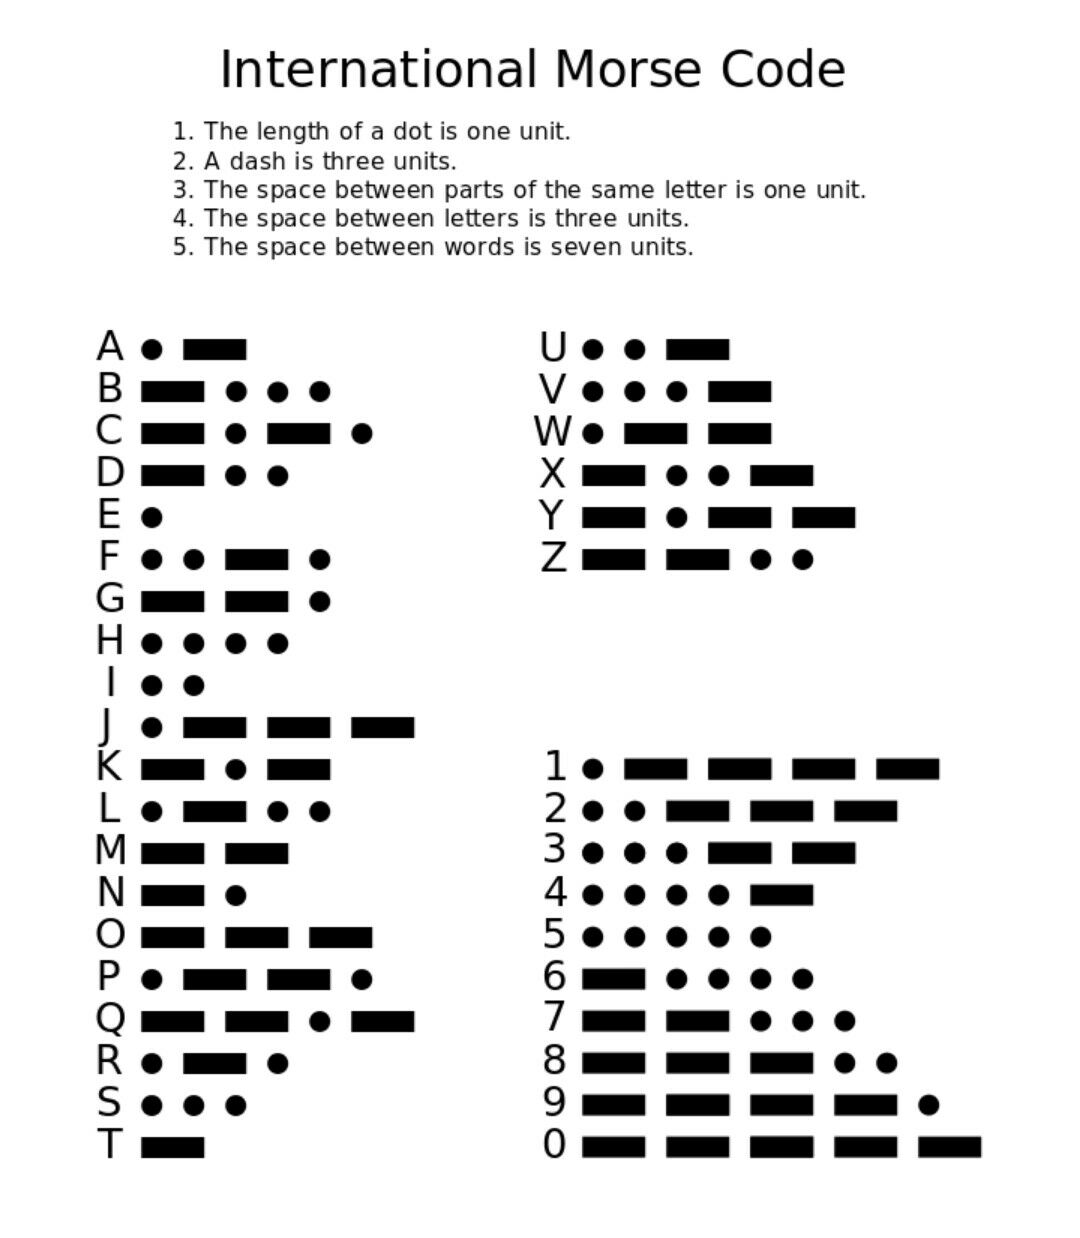 International Morse Code
1. The length of a dot is one unit.
2. A dash is three units.
3. The space between parts of the same letter is one unit.
4. The space between letters is three units.
5. The space between words is seven units.
A
B
C
D
E
F
G
H
I
J
K
L
M
N
O
P
Q
R
S
T
U
V
W
X
Y
Z
1
2
3
4
5
6
7
8
9
0